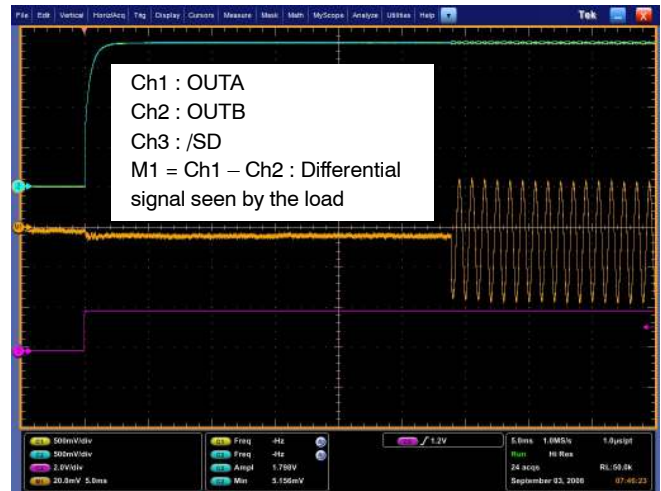 File Edit Vertical Horiz/Acq Trig Display Cursors Measure Mask Math MyScope Analyze Utilities Help Tek
Ch1 : OUTA
Ch2 : OUTB
Ch3 : /SD
M1 = Ch1 – Ch2 : Differential
signal seen by the load
500mV/div
500mV/div
2.0V/div
20.0mV 5.0ms
Freq -Hz
Freq -Hz
Ampl 1.790V
Min 5.156mV
1.2V
5.0ms 1.0MS/s 1.0µs/pt
Run Hi Res
24 acqs RL:50.0k
September 03, 2008 07:46:23